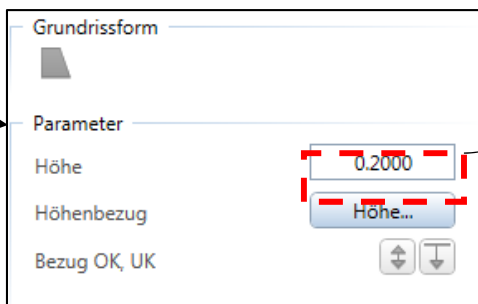 Grundrissform
Parameter
Höhe 0.2000
Höhenbezug Höhe...
Bezug OK, UK